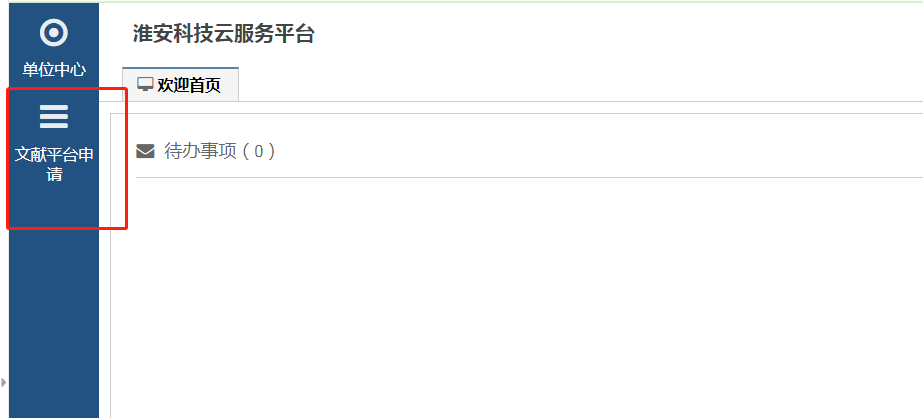 淮安科技云服务平台
单位中心
欢迎首页
文献平台申
请
待办事项（0）